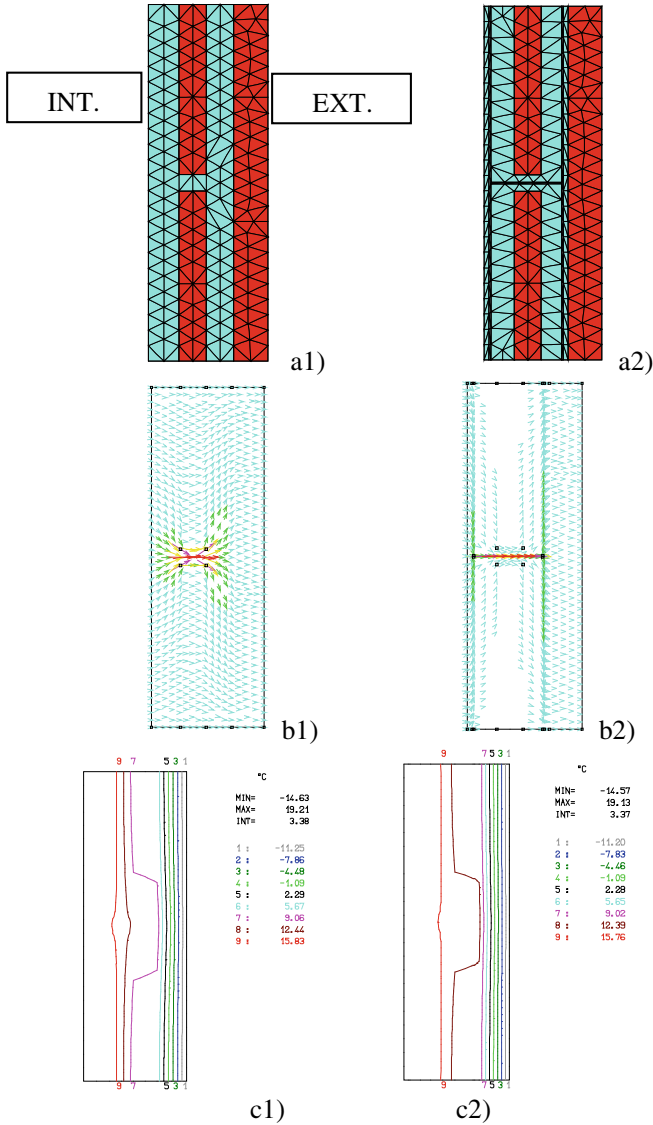 INT.
EXT.
a1)
a2)
b1)
b2)
9 7 5 3 1
°C
MIN= -14.63
MAX= 19.21
INT= 3.38
1 : -11.25
2 : -7.86
3 : -4.48
4 : -1.09
5 : 2.29
6 : 5.67
7 : 9.06
8 : 12.44
9 : 15.83
9 7 5 3 1
c1)
9 7 5 3 1
°C
MIN= -14.57
MAX= 19.13
INT= 3.37
1 : -11.20
2 : -7.83
3 : -4.46
4 : -1.09
5 : 2.28
6 : 5.65
7 : 9.02
8 : 12.39
9 : 15.76
9 7 5 3 1
c2)